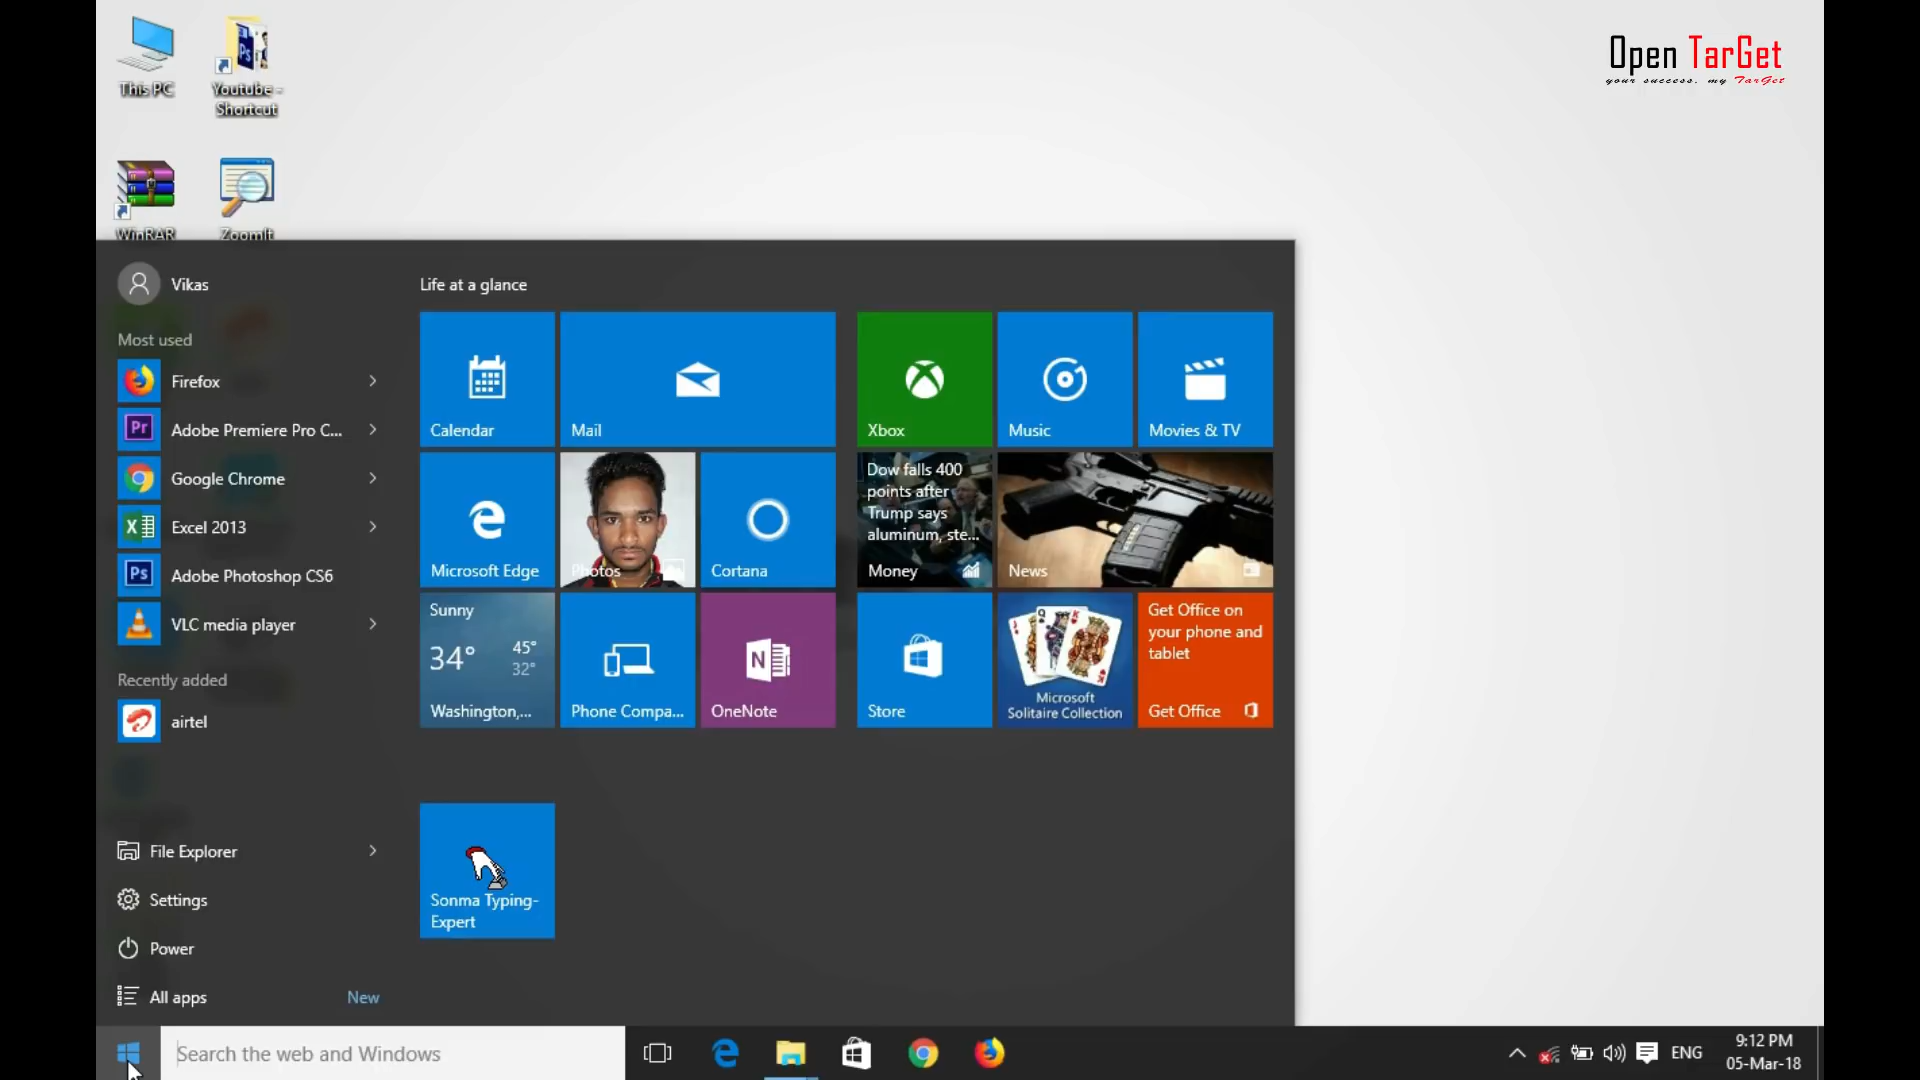 Open TarGet
your success. my TarGet
This PC
Youtube -
Shortcut
WinRAR
ZoomIt
Vikas
Life at a glance
Most used
Firefox
Adobe Premiere Pro C...
Google Chrome
Excel 2013
Adobe Photoshop CS6
VLC media player
Recently added
airtel
File Explorer
Settings
Power
All apps
New
Calendar
Mail
Xbox
Music
Movies & TV
Microsoft Edge
Photos
Cortana
Dow falls 400
points after
Trump says
aluminum, ste...
Money
News
Sunny
34°
45°
32°
Washington,...
Phone Compa...
OneNote
Store
Microsoft
Solitaire Collection
Get Office on
your phone and
tablet
Get Office
Sonma Typing-
Expert
Search the web and Windows
ENG
9:12 PM
05-Mar-18